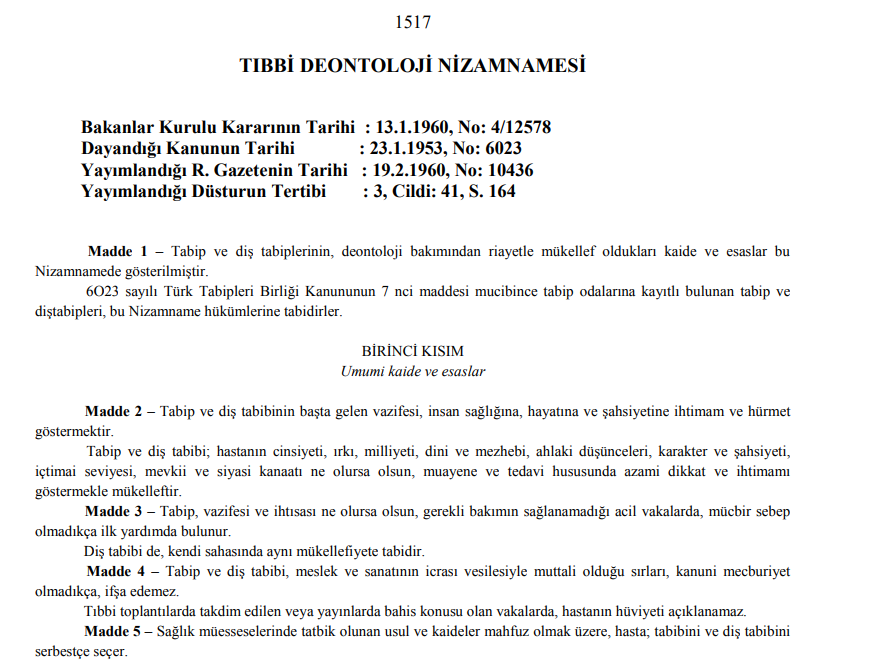 1517
TIBBİ DEONTOLOJİ NİZAMNAMESİ
Bakanlar Kurulu Kararının Tarihi : 13.1.1960, No: 4/12578
Dayandığı Kanunun Tarihi : 23.1.1953, No: 6023
Yayımlandığı R. Gazetenin Tarihi : 19.2.1960, No: 10436
Yayımlandığı Düsturun Tertibi : 3, Cildi: 41, S. 164
Madde 1 – Tabip ve diş tabiplerinin, deontoloji bakımından riayetle mükellef oldukları kaide ve esaslar bu
Nizamnamede gösterilmiştir.
6O23 sayılı Türk Tabipleri Birliği Kanununun 7 nci maddesi mucibince tabip odalarına kayıtlı bulunan tabip ve
diştabipleri, bu Nizamname hükümlerine tabidirler.
BİRİNCİ KISIM
Umumi kaide ve esaslar
Madde 2 – Tabip ve diş tabibinin başta gelen vazifesi, insan sağlığına, hayatına ve şahsiyetine ihtimam ve hürmet
göstermektir.
Tabip ve diş tabibi; hastanın cinsiyeti, ırkı, milliyeti, dini ve mezhebi, ahlaki düşünceleri, karakter ve şahsiyeti,
içtimai seviyesi, mevkii ve siyasi kanaatı ne olursa olsun, muayene ve tedavi hususunda azami dikkat ve ihtimamı
göstermekle mükelleftir.
Madde 3 – Tabip, vazifesi ve ihtısası ne olursa olsun, gerekli bakımın sağlanamadığı acil vakalarda, mücbir sebep
olmadıkça ilk yardımda bulunur.
Diş tabibi de, kendi sahasında aynı mükellefiyete tabidir.
Madde 4 – Tabip ve diş tabibi, meslek ve sanatının icrası vesilesiyle muttali olduğu sırları, kanuni mecburiyet
olmadıkça, ifşa edemez.
Tıbbi toplantılarda takdim edilen veya yayınlarda bahis konusu olan vakalarda, hastanın hüviyeti açıklanamaz.
Madde 5 – Sağlık müesseselerinde tatbik olunan usul ve kaideler mahfuz olmak üzere, hasta; tabibini ve diş tabibini
serbestçe seçer.